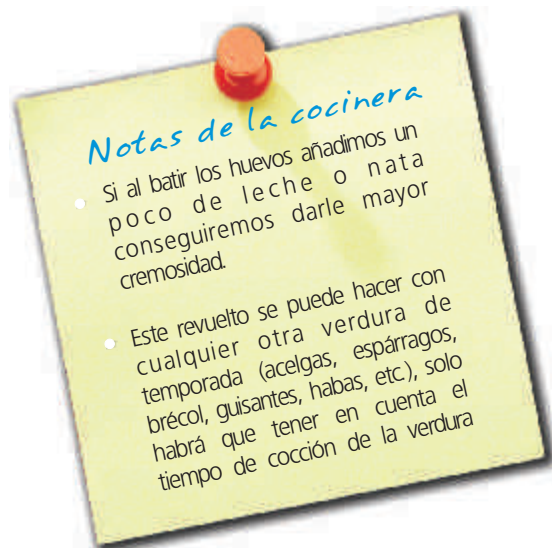 Notas de la cocinera
Si al batir los huevos añadimos un
poco de leche o nata
conseguiremos darle mayor
cremosidad.
Este revuelto se puede hacer con
cualquier otra verdura de
temporada (acelgas, espárragos,
brécol, guisantes, habas, etc.), solo
habrá que tener en cuenta el
tiempo de cocción de la verdura